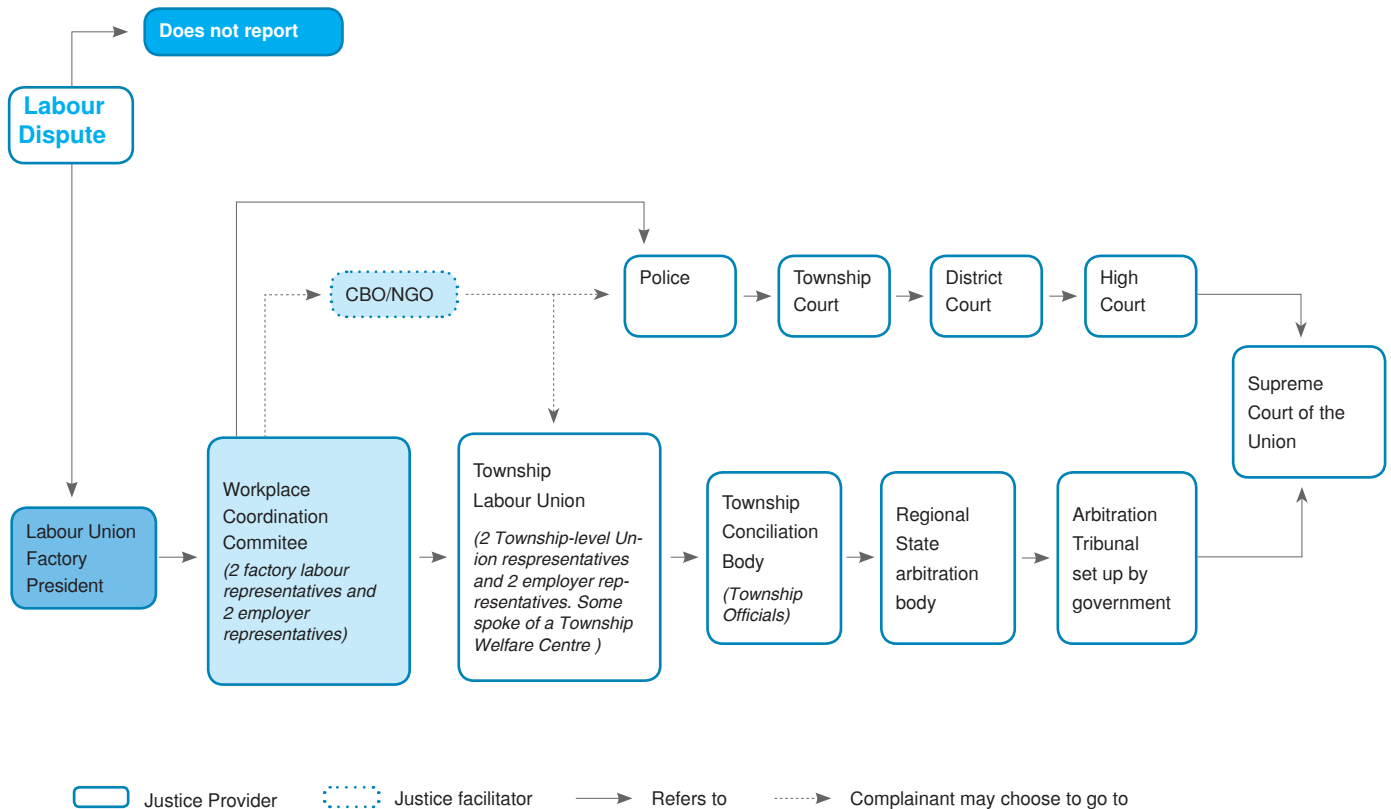 Does not report
Labour
Dispute
CBO/NGO
Police
Township
Court
District
Court
High
Court
Supreme
Court of the
Union
Labour Union
Factory
President
Workplace
Coordination
Commitee
(2 factory labour
representatives and
2 employer
representatives)
Township
Labour Union
(2 Township-level Un-
ion respresentatives
and 2 employer rep-
resentatives. Some
spoke of a Township
Welfare Centre )
Township
Conciliation
Body
(Township
Officials)
Regional
State
arbitration
body
Arbitration
Tribunal
set up by
government
Justice Provider
Justice facilitator
Refers to
Complainant may choose to go to